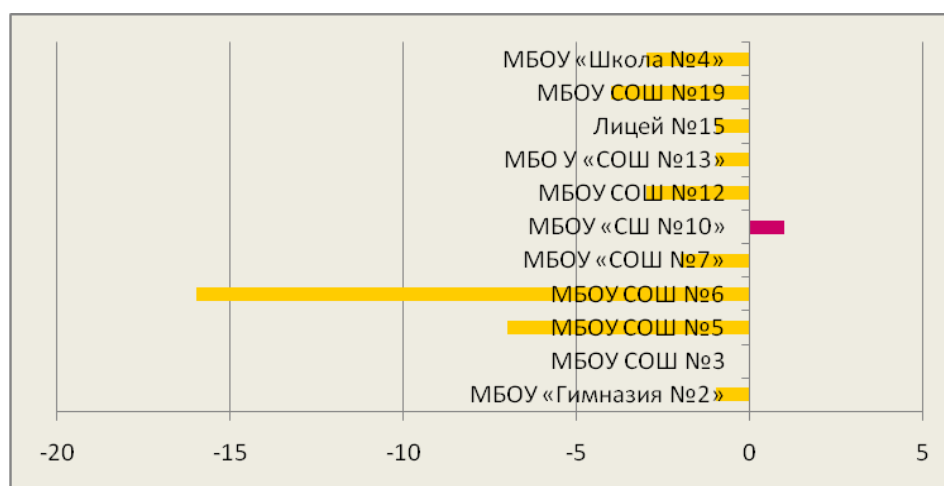 МБОУ «Школа №4»
МБОУ СОШ №19
Лицей №15
МБО У «СОШ №13»
МБОУ СОШ №12
МБОУ «СШ №10»
МБОУ «СОШ №7»
МБОУ СОШ №6
МБОУ СОШ №5
МБОУ СОШ №3
МБОУ «Гимназия №2»
-20 -15 -10 -5 0 5